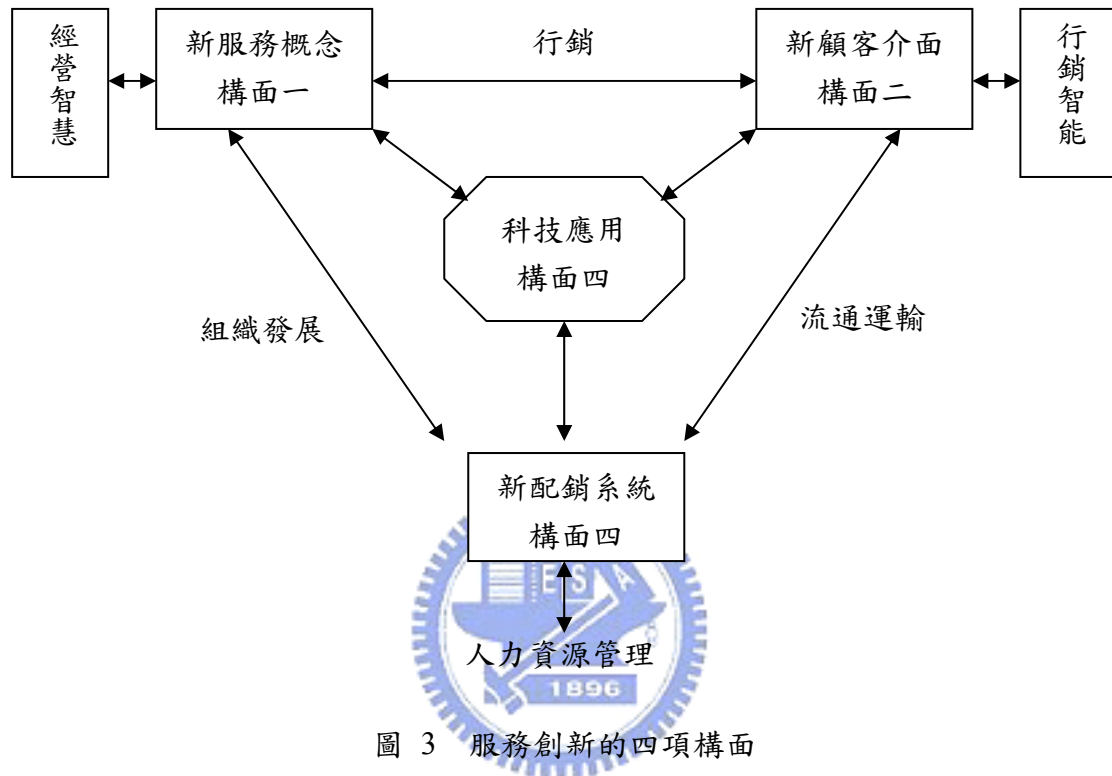 經營智慧
新服務概念
構面一
行銷
新顧客介面
構面二
行銷智能
科技應用
構面四
組織發展
流通運輸
新配銷系統
構面四
E S A
人力資源管理
1896
圖 3 服務創新的四項構面